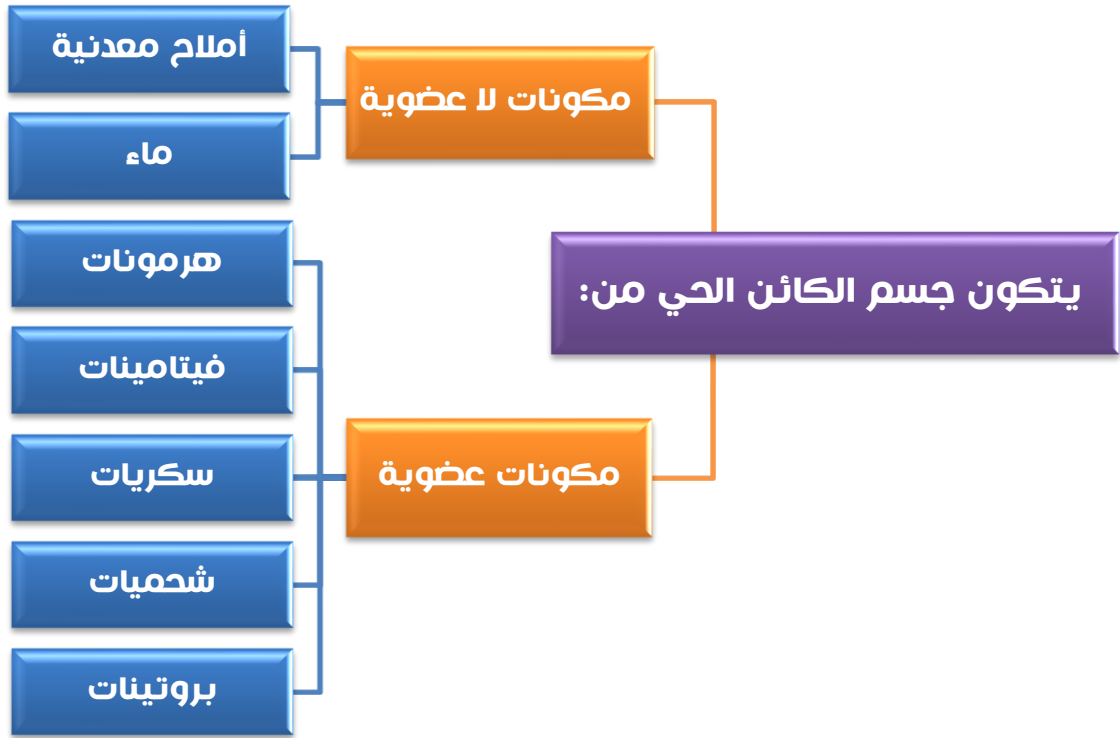 يتكون جسم الكائن الحي من:
مكونات لا عضوية
أملاح معدنية
ماء
مكونات عضوية
هرمونات
فيتامينات
سكريات
شحميات
بروتينات